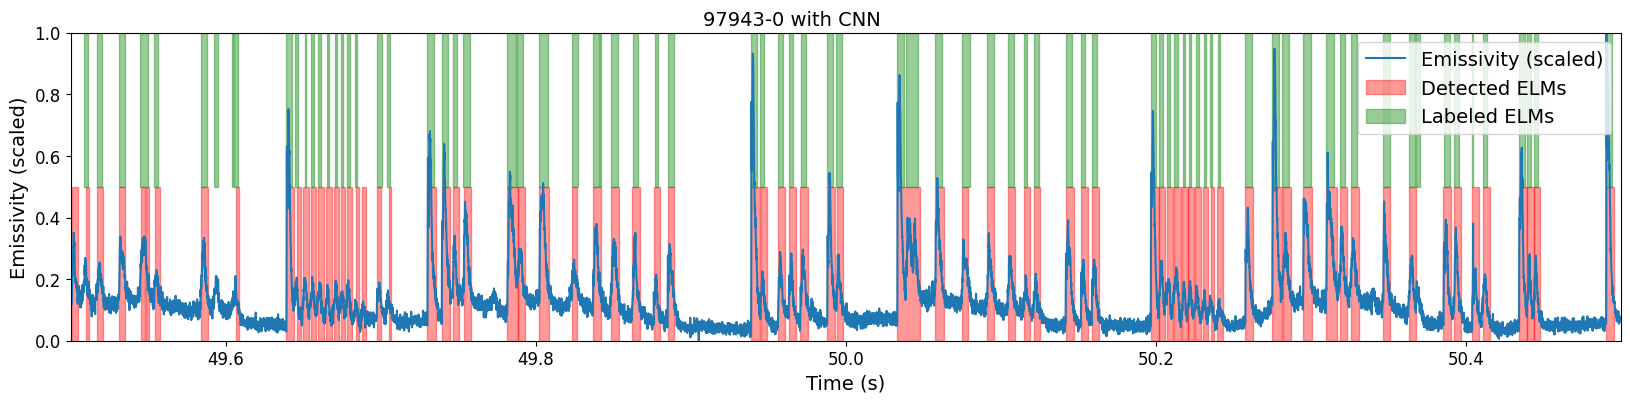 97943-0 with CNN
Emissivity (scaled)
1.0
0.8
0.6
0.4
0.2
0.0
Emissivity (scaled)
Detected ELMs
Labeled ELMs
49.6
49.8
50.0
50.2
50.4
Time (s)